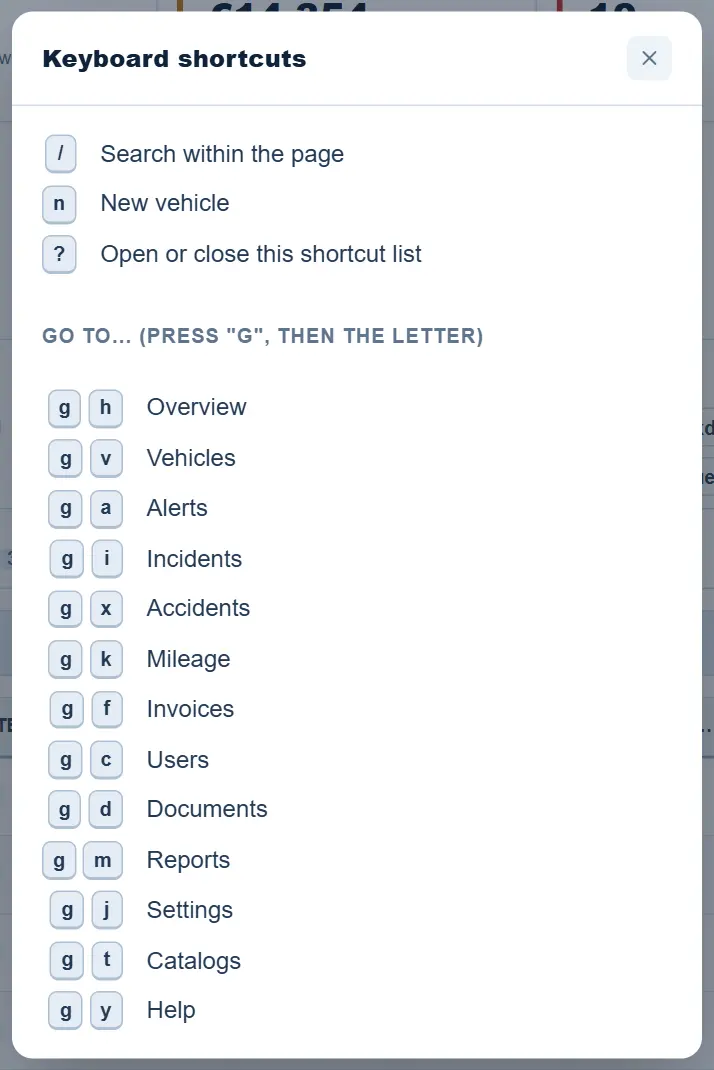 Keyboard shortcuts
/ Search within the page
n New vehicle
? Open or close this shortcut list
GO TO... (PRESS "G", THEN THE LETTER)
g h Overview
g v Vehicles
g a Alerts
g i Incidents
g x Accidents
g k Mileage
g f Invoices
g c Users
g d Documents
g m Reports
g j Settings
g t Catalogs
g y Help